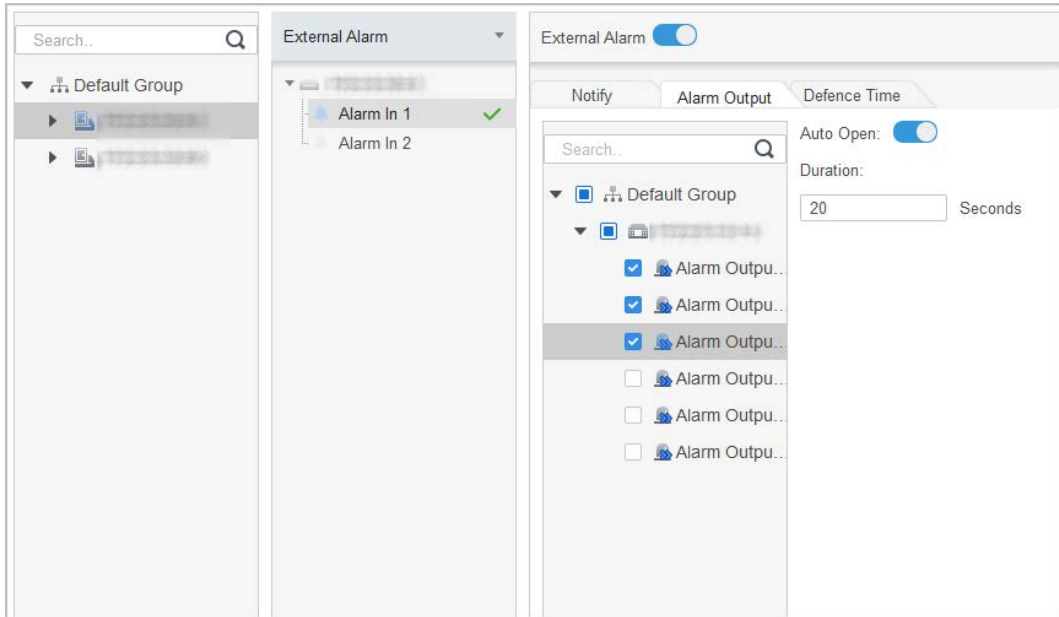 Search..
Default Group
External Alarm
Alarm In 1
Alarm In 2
External Alarm
Notify
Alarm Output
Defence Time
Search..
Default Group
Alarm Outpu...
Alarm Outpu...
Alarm Outpu...
Alarm Outpu...
Alarm Outpu...
Alarm Outpu...
Auto Open:
Duration:
20 Seconds